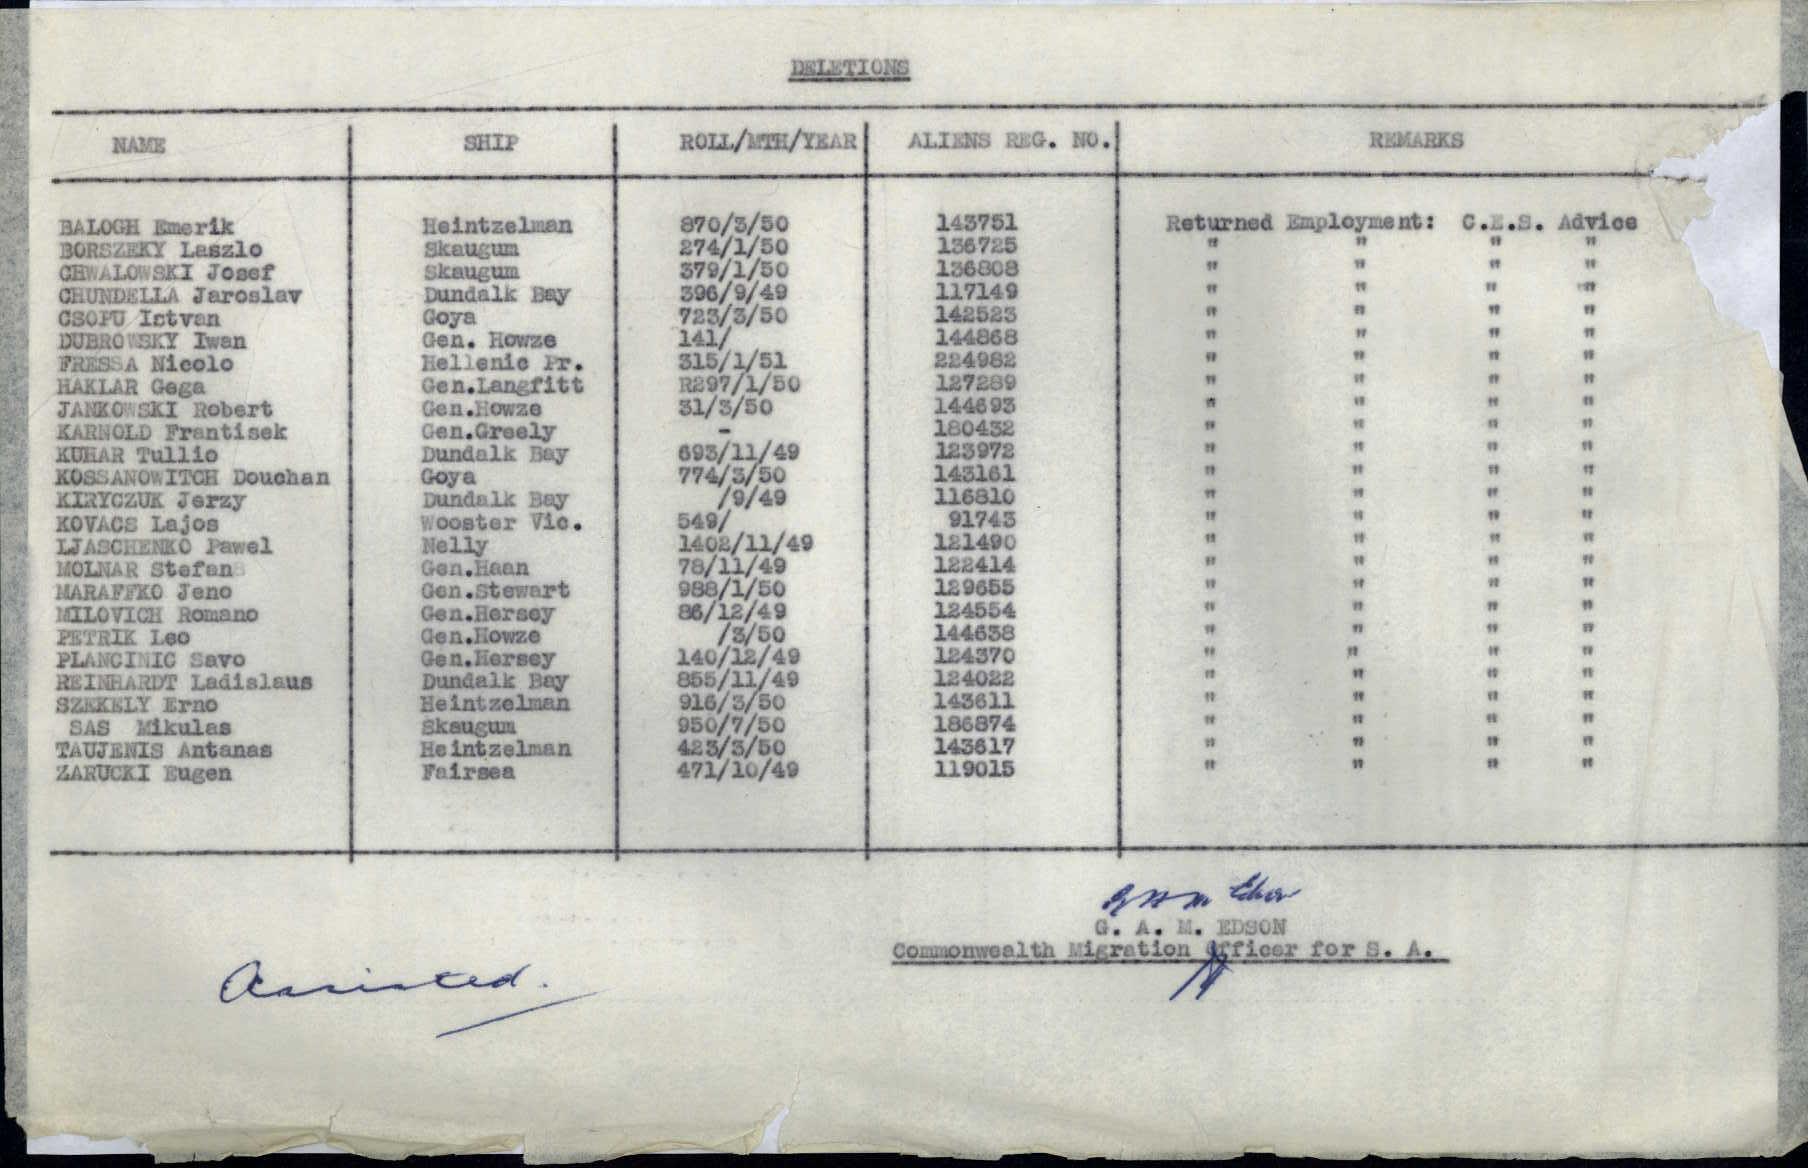 DELETIONS
NAME SHIP ROLL/MTH/YEAR ALIENS REG. NO. REMARKS
BALOGH Emerik Heintzelman 870/3/50 143751 Returned Employment: C.E.S. Advice
BORSZEKY Laszlo Skaugum 274/1/50 136725 " " " "
CHWALOWSKI Josef Skaugum 379/1/50 136808 " " " "
CHUNDELLA Jaroslav Dundalk Bay 396/9/49 117149 " " " "
CSOPU Istvan Goya 723/3/50 142523 " " " "
DUBROWSKY Iwan Gen. Howze 141/ 144868 " " " "
FRESSA Nicolo Hellenic Pr. 315/1/51 224982 " " " "
HAKLAR Gega Gen.Langfitt R297/1/50 127289 " " " "
JANKOWSKI Robert Gen.Howze 31/3/50 144693 " " " "
KARNOLD Frantisek Gen.Greely - 180432 " " " "
KUHAR Tullio Dundalk Bay 693/11/49 123972 " " " "
KOSSANOWITCH Douchan Goya 774/3/50 143161 " " " "
KIRYCZUK Jerzy Dundalk Bay /9/49 116810 " " " "
KOVACS Lajos Wooster Vic. 549/ 91743 " " " "
LJASCHENKO Pawel Nelly 1402/11/49 121490 " " " "
MOLNAR Stefan Gen.Haan 78/11/49 122414 " " " "
MARAFFKO Jeno Gen.Stewart 988/1/50 129655 " " " "
MILOVICH Romano Gen.Hersey 86/12/49 124554 " " " "
PETRIK Leo Gen.Howze /3/50 144638 " " " "
PLANCINIC Savo Gen.Hersey 140/12/49 124370 " " " "
REINHARDT Ladislaus Dundalk Bay 855/11/49 124022 " " " "
SZEKELY Erno Heintzelman 916/3/50 143611 " " " "
SAS Mikulas Skaugum 950/7/50 186874 " " " "
TAUJENIS Antanas Heintzelman 423/3/50 143617 " " " "
ZARUCKI Eugen Fairsea 471/10/49 119015 " " " "
G A M Edson
G. A. M. EDSON
Commonwealth Migration Officer for S. A.
Assisted.